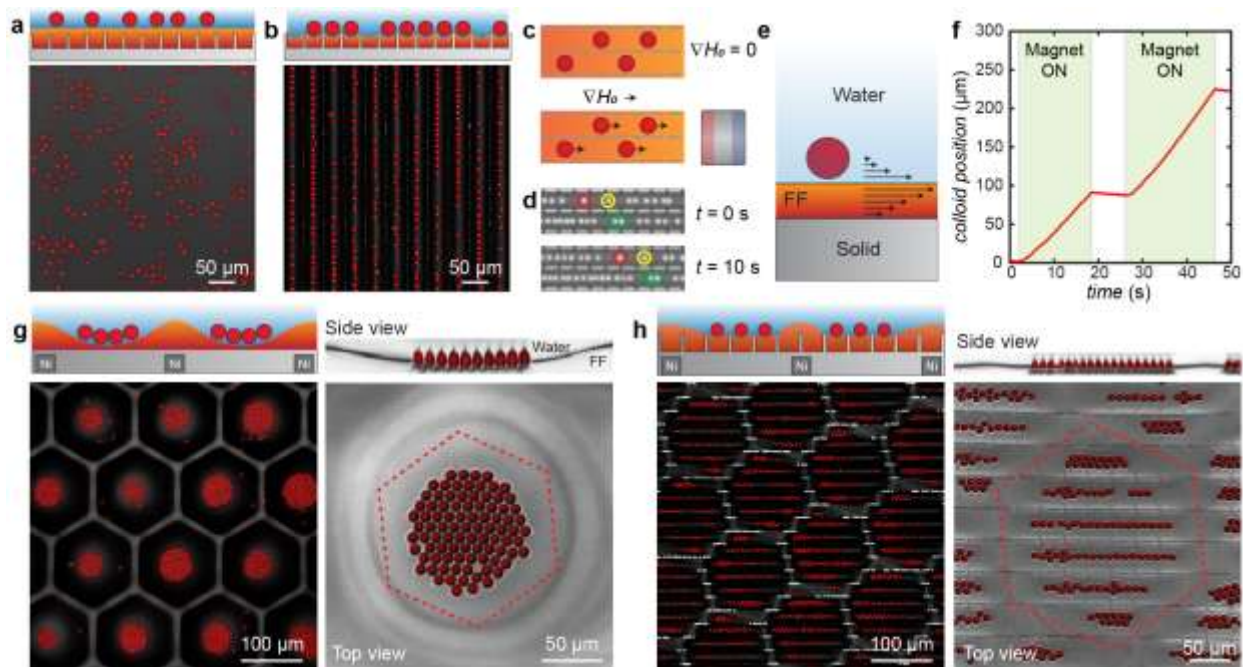 a
50 µm
b
50 µm
c
∇H₀ = 0
∇H₀ →
d
t = 0 s
t = 10 s
e
Water
FF
Solid
f
Magnet
ON
Magnet
ON
colloid position (µm)
300
250
200
150
100
50
0
0
10
20
30
40
50
time (s)
g
Ni
Ni
Ni
100 µm
Side view
Water
FF
Top view
50 µm
h
Ni
Ni
Ni
100 µm
Side view
Top view
50 µm